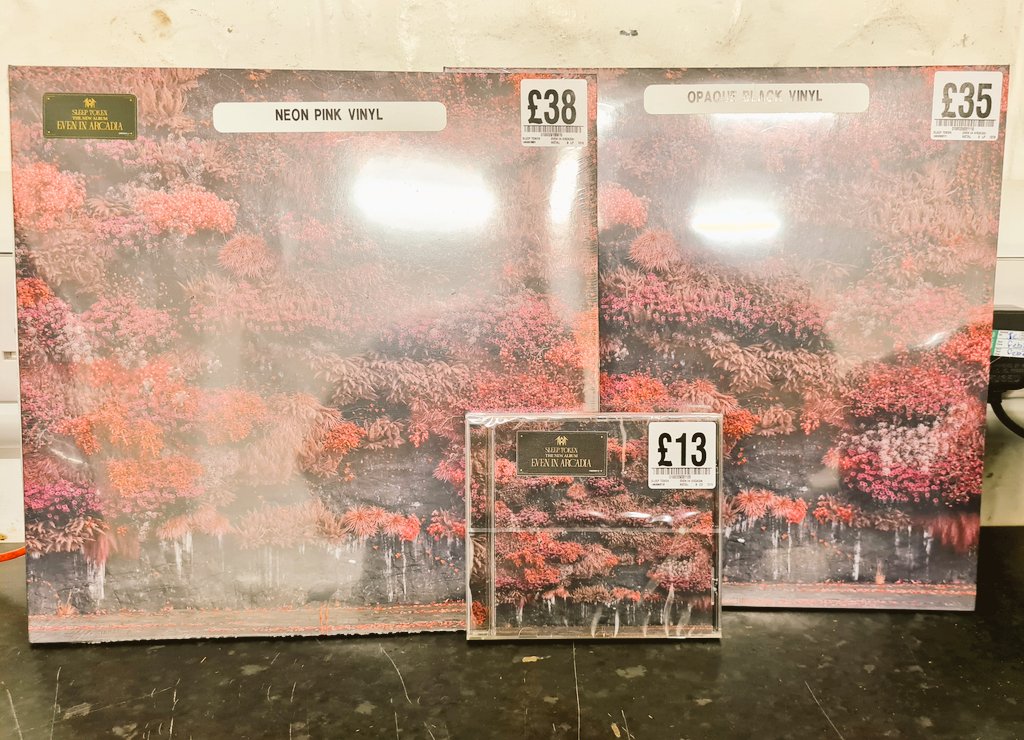 SLEEP TOKEN
THE NEW ALBUM
EVEN IN ARCADIA
NEON PINK VINYL
£38
OPAQUE BLACK VINYL
£35
SLEEP TOKEN
THE NEW ALBUM
EVEN IN ARCADIA
£13